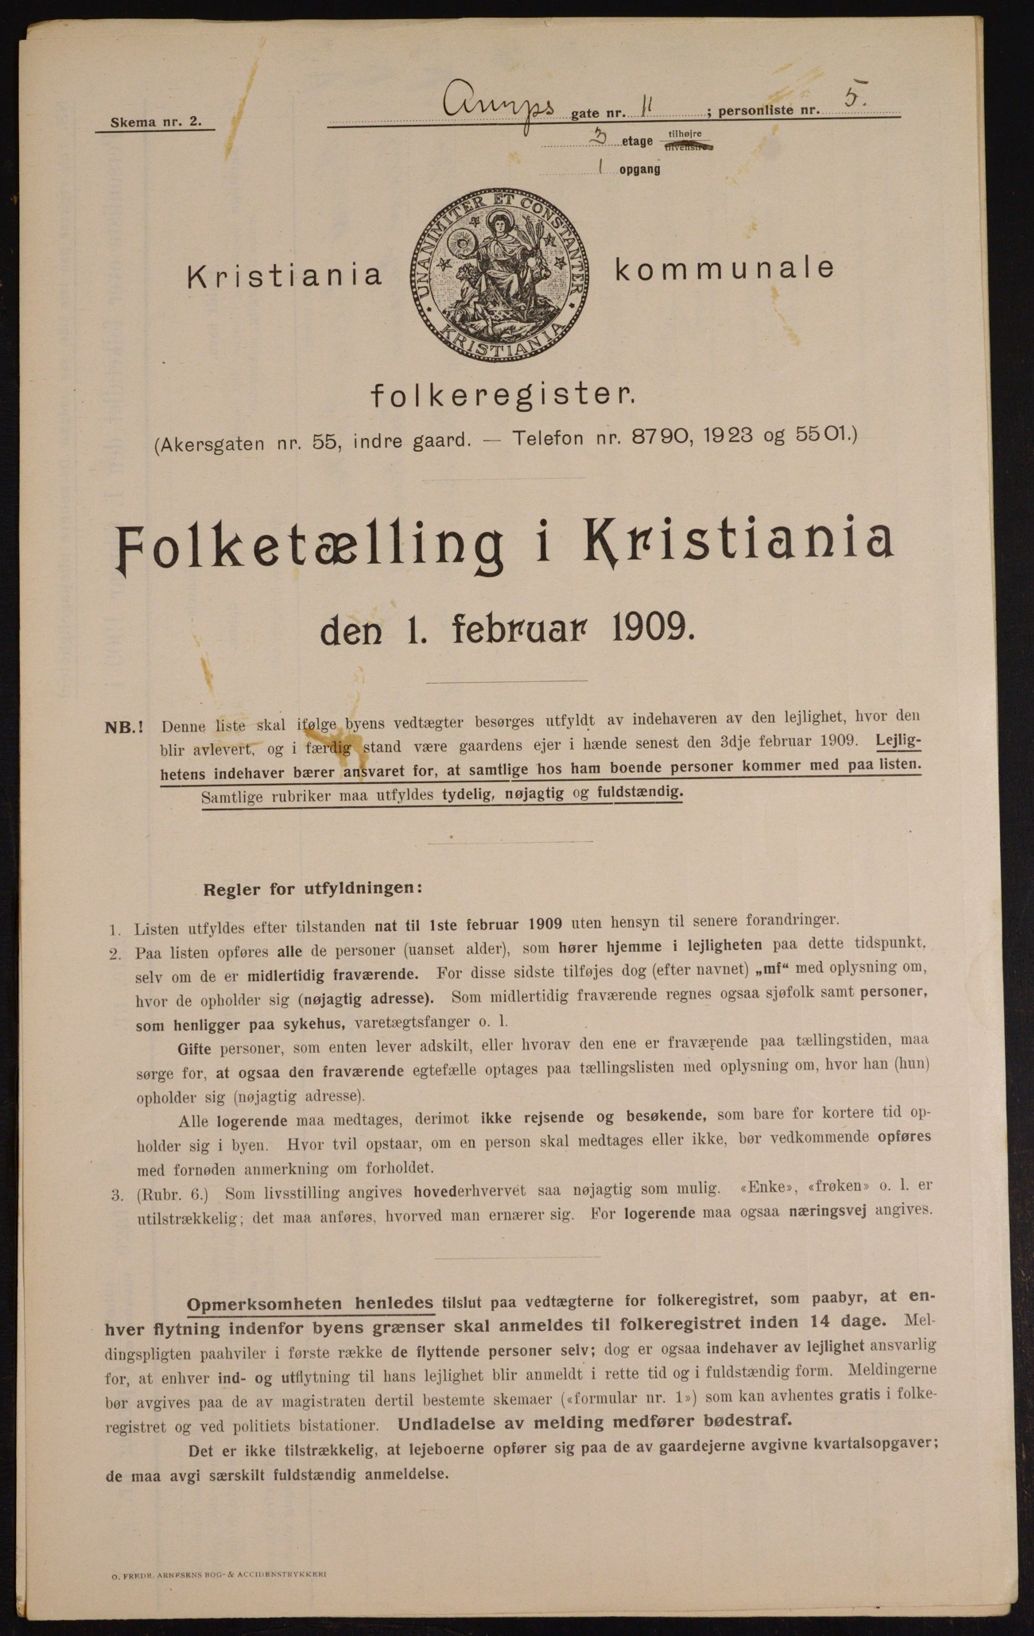 Skema nr. 2.
gate nr. 11 ; personliste nr. 5.
3 etage tilhøjre
tilvenstre
1 opgang
UNANIMITER ET CONSTANTER
KRISTIANIA
Kristiania kommunale
folkeregister.
(Akersgaten nr. 55, indre gaard. — Telefon nr. 8790, 1923 og 5501.)
Folketælling i Kristiania
den 1. februar 1909.
NB.! Denne liste skal ifølge byens vedtægter besørges utfyldt av indehaveren av den lejlighet, hvor den
blir avlevert, og i færdig stand være gaardens ejer i hænde senest den 3dje februar 1909. Lejlig-
hetens indehaver bærer ansvaret for, at samtlige hos ham boende personer kommer med paa listen.
Samtlige rubriker maa utfyldes tydelig, nøjagtig og fuldstændig.
Regler for utfyldningen:
1. Listen utfyldes efter tilstanden nat til 1ste februar 1909 uten hensyn til senere forandringer.
2. Paa listen opføres alle de personer (uanset alder), som hører hjemme i lejligheten paa dette tidspunkt,
selv om de er midlertidig fraværende. For disse sidste tilføjes dog (efter navnet) „mf“ med oplysning om,
hvor de opholder sig (nøjagtig adresse). Som midlertidig fraværende regnes ogsaa sjøfolk samt personer,
som henligger paa sykehus, varetægtsfanger o. l.
Gifte personer, som enten lever adskilt, eller hvorav den ene er fraværende paa tællingstiden, maa
sørge for, at ogsaa den fraværende egtefælle optages paa tællingslisten med oplysning om, hvor han (hun)
opholder sig (nøjagtig adresse).
Alle logerende maa medtages, derimot ikke rejsende og besøkende, som bare for kortere tid op-
holder sig i byen. Hvor tvil opstaar, om en person skal medtages eller ikke, bør vedkommende opføres
med fornøden anmerkning om forholdet.
3. (Rubr. 6.) Som livsstilling angives hovederhvervet saa nøjagtig som mulig. «Enke», «frøken» o. l. er
utilstrækkelig; det maa anføres, hvorved man ernærer sig. For logerende maa ogsaa næringsvej angives.
Opmerksomheten henledes tilslut paa vedtægterne for folkeregistret, som paabyr, at en-
hver flytning indenfor byens grænser skal anmeldes til folkeregistret inden 14 dage. Mel-
dingspligten paahviler i første række de flyttende personer selv; dog er ogsaa indehaver av lejlighet ansvarlig
for, at enhver ind- og utflytning til hans lejlighet blir anmeldt i rette tid og i fuldstændig form. Meldingerne
bør avgives paa de av magistraten dertil bestemte skemaer («formular nr. 1») som kan avhentes gratis i folke-
registret og ved politiets bistationer. Undladelse av melding medfører bødestraf.
Det er ikke tilstrækkelig, at lejeboerne opfører sig paa de av gaardejerne avgivne kvartalsopgaver;
de maa avgi særskilt fuldstændig anmeldelse.
O. FREDR. ARNESENS BOG- & ACCIDENSTRYKKERI